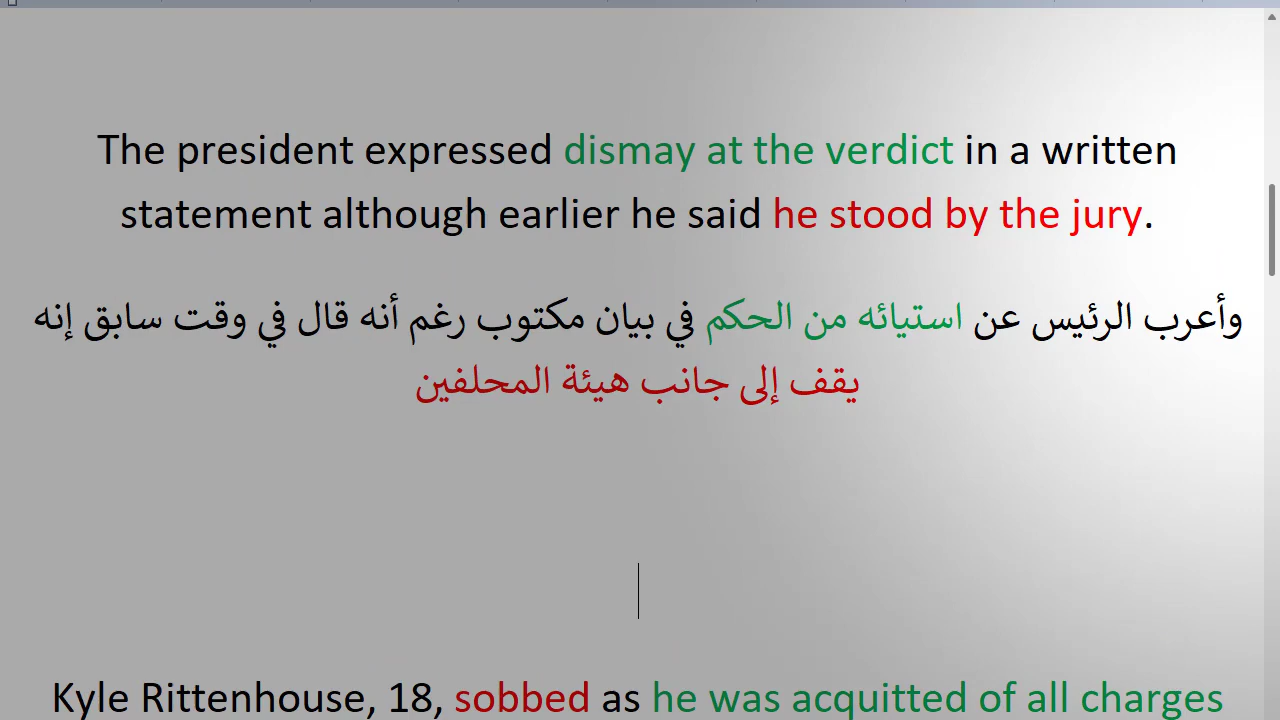 The president expressed dismay at the verdict in a written
statement although earlier he said he stood by the jury.
وأعرب الرئيس عن استيائه من الحكم في بيان مكتوب رغم أنه قال في وقت سابق إنه
يقف إلى جانب هيئة المحلفين
Kyle Rittenhouse, 18, sobbed as he was acquitted of all charges